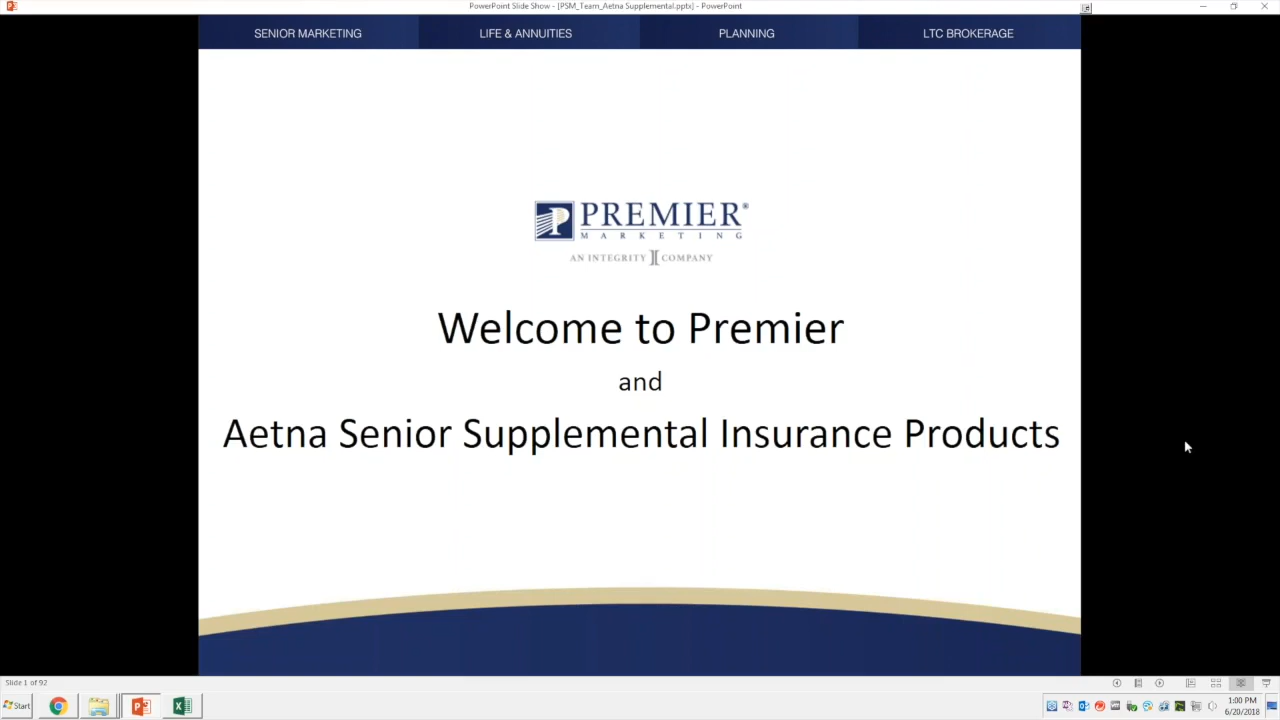 PowerPoint Slide Show - [PSM_Team_Aetna Supplemental.pptx] - PowerPoint
SENIOR MARKETING
LIFE & ANNUITIES
PLANNING
LTC BROKERAGE
P PREMIER®
MARKETING
AN INTEGRITY COMPANY
Welcome to Premier
and
Aetna Senior Supplemental Insurance Products
Slide 1 of 92
Start
1:00 PM
6/20/2018